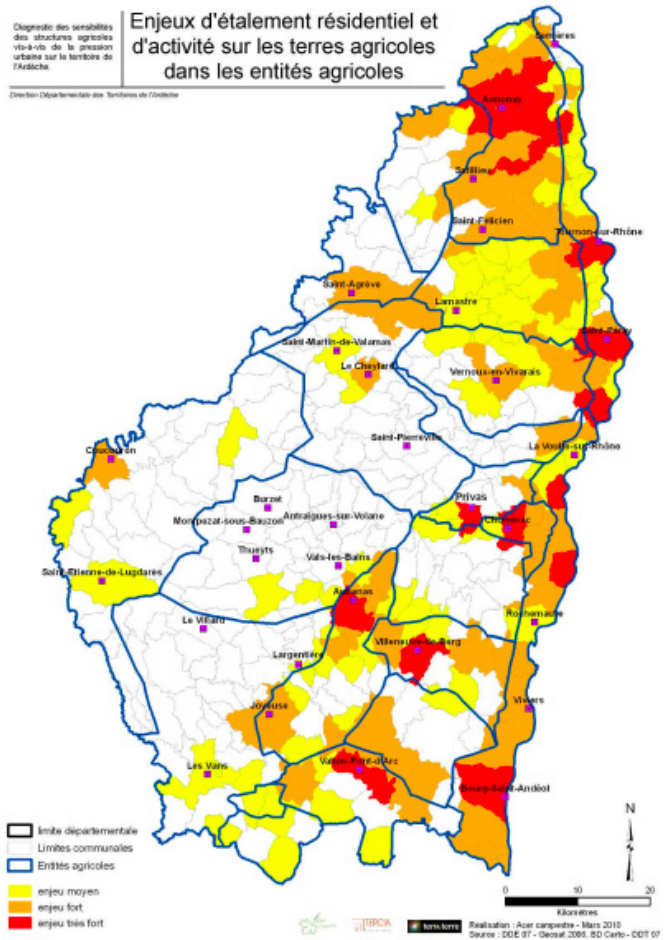 Diagnostic des sensibilités
des structures agricoles
vis-à-vis de la pression
urbaine sur le territoire de
l'Ardèche.
Enjeux d'étalement résidentiel et
d'activité sur les terres agricoles
dans les entités agricoles
Direction Départementale des Territoires de l'Ardèche
Serrières
Annonay
Satillieu
Saint-Félicien
Tournon-sur-Rhône
Saint-Agrève
Lamastre
Saint-Peray
Saint-Martin-de-Valamas
Le Cheylard
Vernoux-en-Vivarais
Saint-Pierreville
La Voulte-sur-Rhône
Coucouron
Burzet
Privas
Antraigues-sur-Volane
Montpezat-sous-Bauzon
Chomérac
Thueyts
Vals-les-Bains
Saint-Etienne-de-Lugdarès
Aubenas
Rochemaure
Le Villard
Villeneuve-de-Berg
Largentière
Joyeuse
Viviers
Les Vans
Vallon-Pont-d'Arc
Bourg-Saint-Andéol
limite départementale
Limites communales
Entités agricoles
enjeu moyen
enjeu fort
enjeu très fort
N
0 10 20
Kilomètres
TERCIA
terre.terre
Réalisation : Acer campestre - Mars 2010
Source : DDE 07 - Geosat 2006, BD Carto - DDT 07